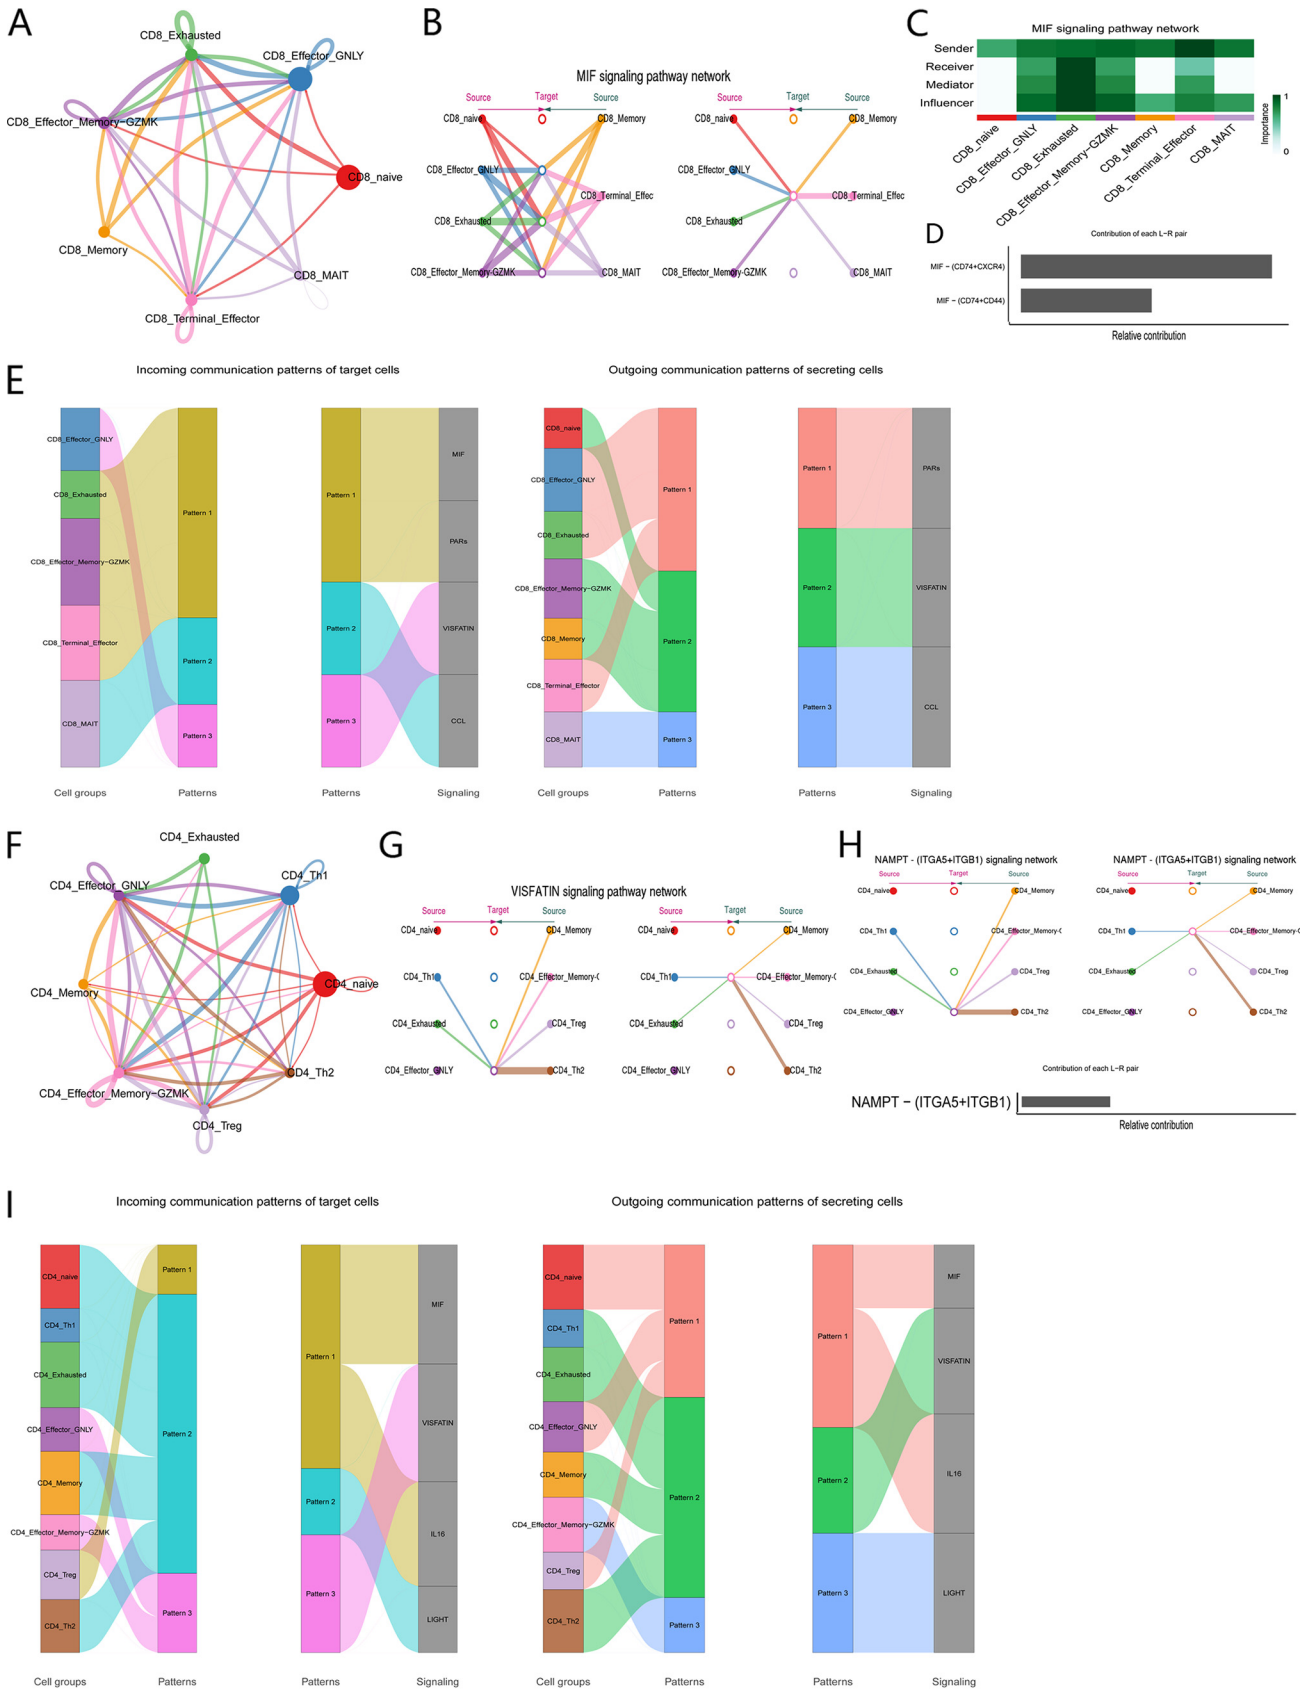 A
CD8_Exhausted
CD8_Effector_GNLY
CD8_Effector_Memory-GZMK
CD8_naive
CD8_Memory
CD8_MAIT
CD8_Terminal_Effector
B
MIF signaling pathway network
Source
Target
Source
CD8_naive
CD8_Memory
CD8_Effector_GNLY
CD8_Terminal_Effec
CD8_Exhausted
CD8_Effector_Memory-GZMK
CD8_MAIT
Source
Target
Source
CD8_naive
CD8_Memory
CD8_Effector_GNLY
CD8_Terminal_Effec
CD8_Exhausted
CD8_Effector_Memory-GZMK
CD8_MAIT
C
MIF signaling pathway network
Sender
Receiver
Mediator
Influencer
CD8_naive
CD8_Effector_GNLY
CD8_Exhausted
CD8_Effector_Memory-GZMK
CD8_Memory
CD8_Terminal_Effector
CD8_MAIT
Importance
1
0
D
Contribution of each L-R pair
MIF - (CD74+CXCR4)
MIF - (CD74+CD44)
Relative contribution
E
Incoming communication patterns of target cells
CD8_Effector_GNLY
CD8_Exhausted
CD8_Effector_Memory-GZMK
CD8_Terminal_Effector
CD8_MAIT
Pattern 1
Pattern 2
Pattern 3
Cell groups
Patterns
Pattern 1
Pattern 2
Pattern 3
MIF
PARs
VISFATIN
CCL
Patterns
Signaling
Outgoing communication patterns of secreting cells
CD8_naive
CD8_Effector_GNLY
CD8_Exhausted
CD8_Effector_Memory-GZMK
CD8_Memory
CD8_Terminal_Effector
CD8_MAIT
Pattern 1
Pattern 2
Pattern 3
Cell groups
Patterns
Pattern 1
Pattern 2
Pattern 3
PARs
VISFATIN
CCL
Patterns
Signaling
F
CD4_Exhausted
CD4_Effector_GNLY
CD4_Th1
CD4_Memory
CD4_naive
CD4_Effector_Memory-GZMK
CD4_Th2
CD4_Treg
G
VISFATIN signaling pathway network
Source
Target
Source
CD4_naive
CD4_Memory
CD4_Th1
CD4_Effector_Memory-G
CD4_Exhausted
CD4_Treg
CD4_Effector_GNLY
CD4_Th2
Source
Target
Source
CD4_naive
CD4_Memory
CD4_Th1
CD4_Effector_Memory-G
CD4_Exhausted
CD4_Treg
CD4_Effector_GNLY
CD4_Th2
H
NAMPT - (ITGA5+ITGB1) signaling network
Source
Target
Source
CD4_naive
CD4_Memory
CD4_Th1
CD4_Effector_Memory-G
CD4_Exhausted
CD4_Treg
CD4_Effector_GNLY
CD4_Th2
NAMPT - (ITGA5+ITGB1) signaling network
Source
Target
Source
CD4_naive
CD4_Memory
CD4_Th1
CD4_Effector_Memory-G
CD4_Exhausted
CD4_Treg
CD4_Effector_GNLY
CD4_Th2
Contribution of each L-R pair
NAMPT - (ITGA5+ITGB1)
Relative contribution
I
Incoming communication patterns of target cells
CD4_naive
CD4_Th1
CD4_Exhausted
CD4_Effector_GNLY
CD4_Memory
CD4_Effector_Memory-GZMK
CD4_Treg
CD4_Th2
Pattern 1
Pattern 2
Pattern 3
Cell groups
Patterns
Pattern 1
Pattern 2
Pattern 3
MIF
VISFATIN
IL16
LIGHT
Patterns
Signaling
Outgoing communication patterns of secreting cells
CD4_naive
CD4_Th1
CD4_Exhausted
CD4_Effector_GNLY
CD4_Memory
CD4_Effector_Memory-GZMK
CD4_Treg
CD4_Th2
Pattern 1
Pattern 2
Pattern 3
Cell groups
Patterns
Pattern 1
Pattern 2
Pattern 3
MIF
VISFATIN
IL16
LIGHT
Patterns
Signaling